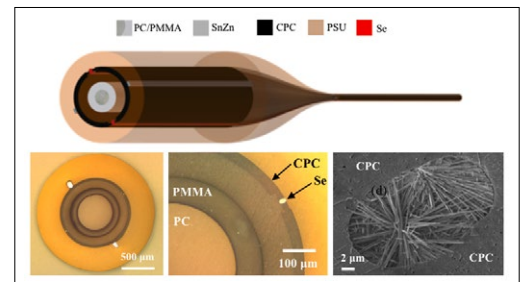 PC/PMMA SnZn CPC PSU Se
500 μm
CPC
Se
PMMA
PC
100 μm
CPC
(d)
2 μm
CPC